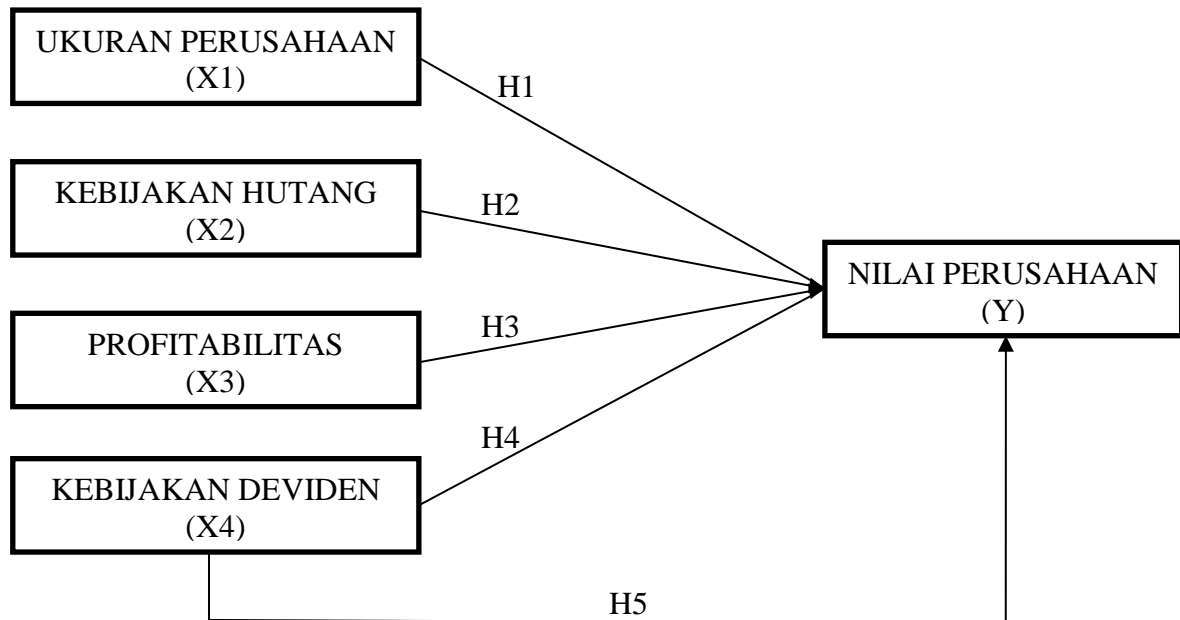 UKURAN PERUSAHAAN
(X1)
H1
KEBIJAKAN HUTANG
(X2)
H2
PROFITABILITAS
(X3)
H3
KEBIJAKAN DEVIDEN
(X4)
H4
NILAI PERUSAHAAN
(Y)
H5